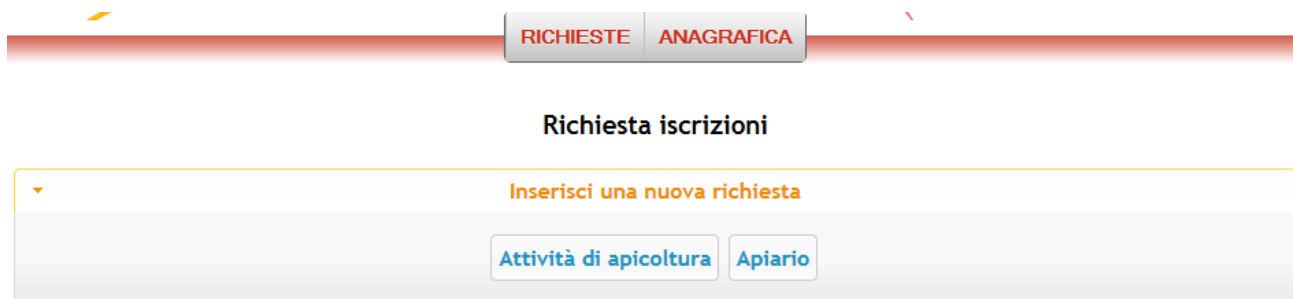 RICHIESTE ANAGRAFICA
Richiesta iscrizioni
Inserisci una nuova richiesta
Attività di apicoltura Apiario